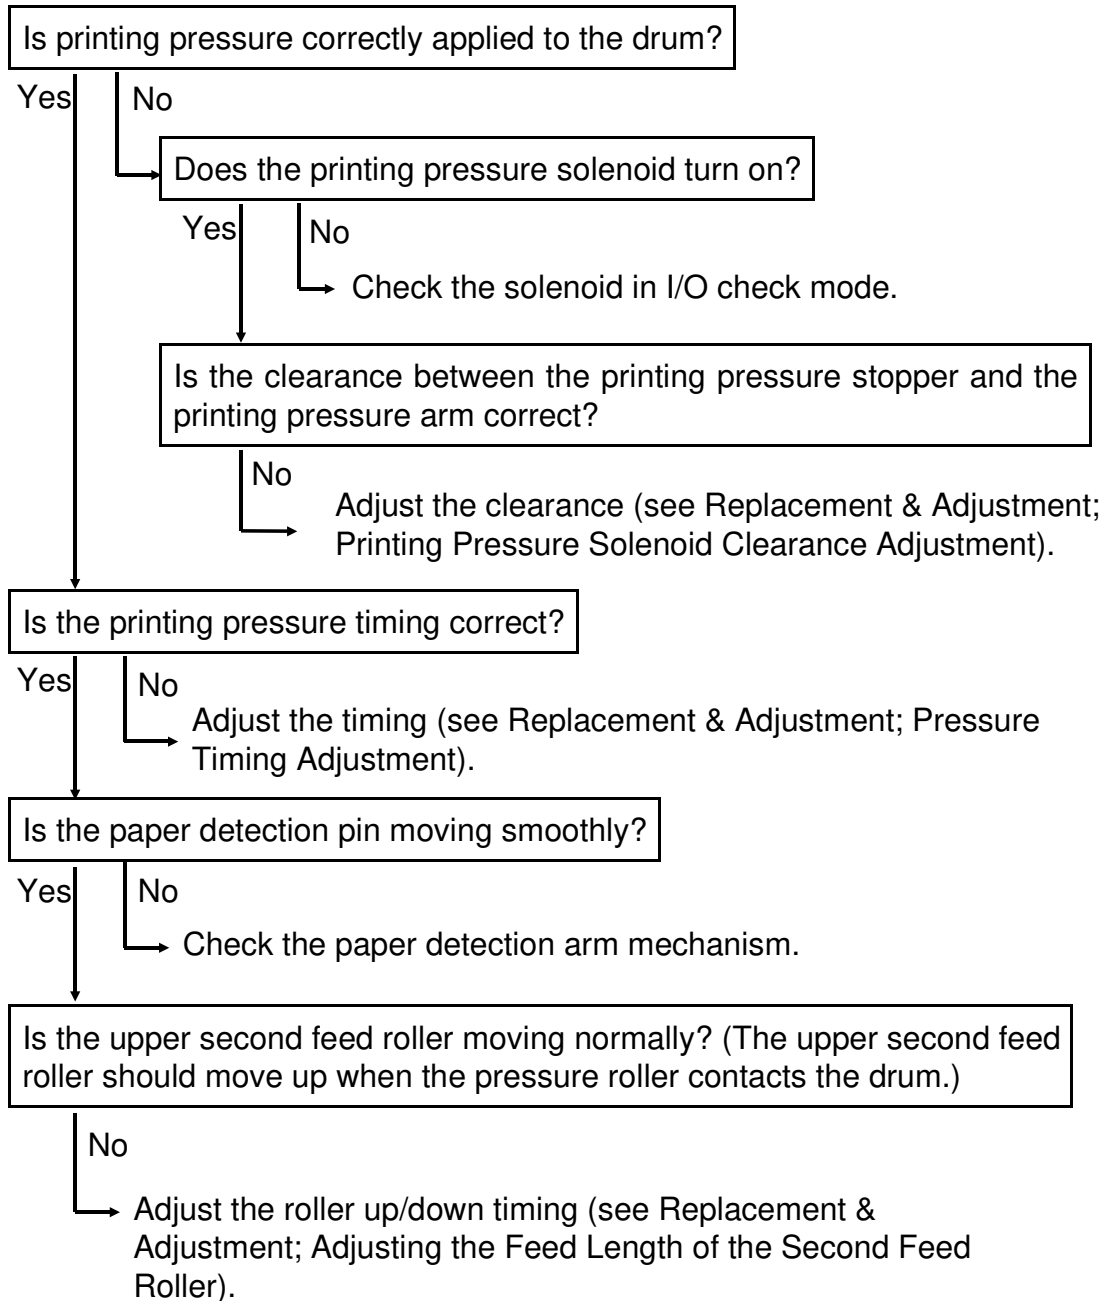 Is printing pressure correctly applied to the drum?
Yes
No
Does the printing pressure solenoid turn on?
Yes
No
Check the solenoid in I/O check mode.
Is the clearance between the printing pressure stopper and the
printing pressure arm correct?
No
Adjust the clearance (see Replacement & Adjustment;
Printing Pressure Solenoid Clearance Adjustment).
Is the printing pressure timing correct?
Yes
No
Adjust the timing (see Replacement & Adjustment; Pressure
Timing Adjustment).
Is the paper detection pin moving smoothly?
Yes
No
Check the paper detection arm mechanism.
Is the upper second feed roller moving normally? (The upper second feed
roller should move up when the pressure roller contacts the drum.)
No
Adjust the roller up/down timing (see Replacement &
Adjustment; Adjusting the Feed Length of the Second Feed
Roller).